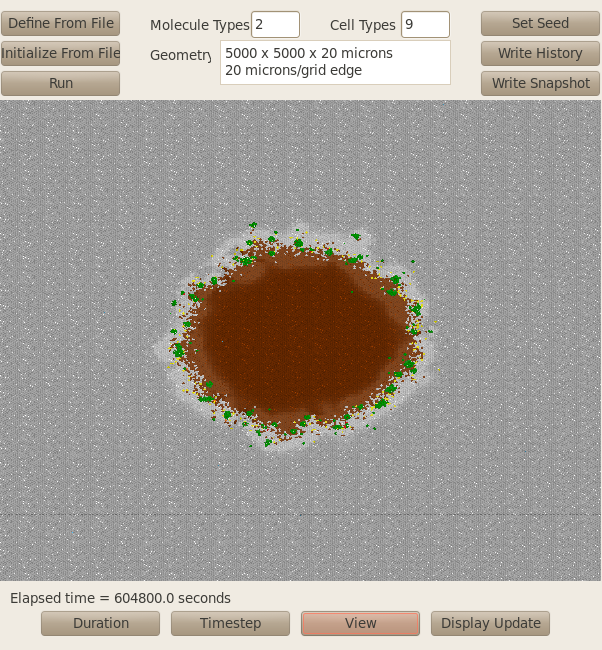 Define From File
Molecule Types 2
Cell Types 9
Set Seed
Initialize From File
Geometry
5000 x 5000 x 20 microns
20 microns/grid edge
Write History
Run
Write Snapshot
Elapsed time = 604800.0 seconds
Duration
Timestep
View
Display Update